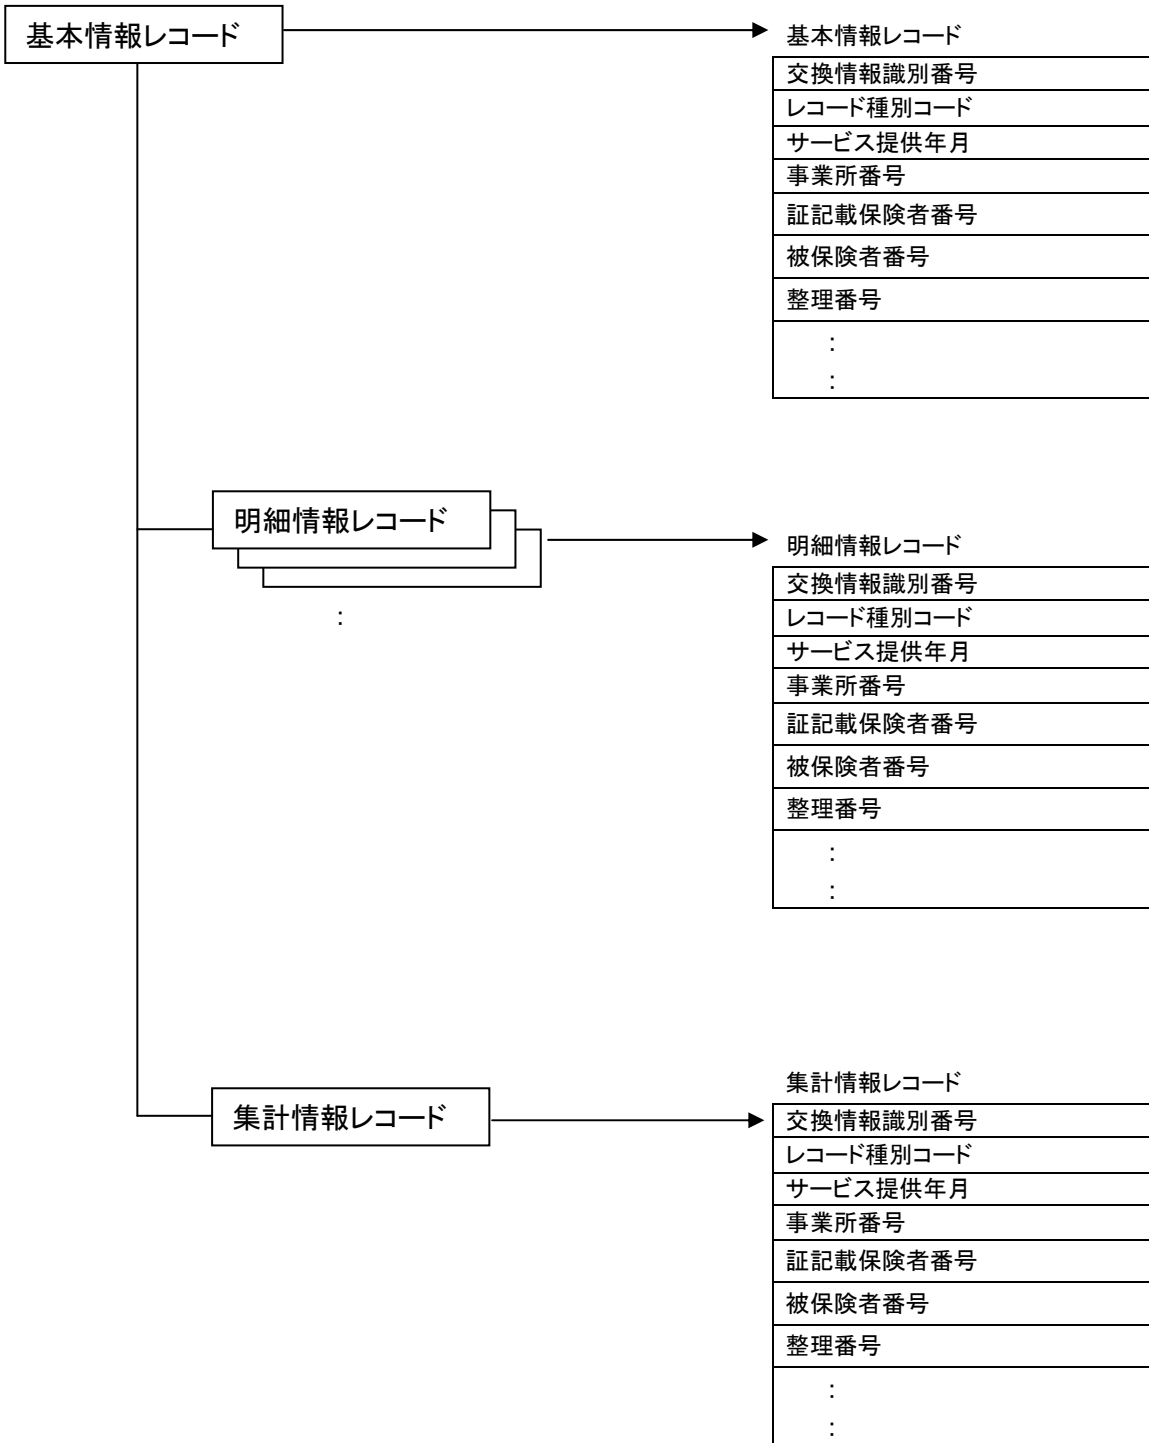 基本情報レコード
基本情報レコード
交換情報識別番号
レコード種別コード
サービス提供年月
事業所番号
証記載保険者番号
被保険者番号
整理番号
:
:
明細情報レコード
:
明細情報レコード
交換情報識別番号
レコード種別コード
サービス提供年月
事業所番号
証記載保険者番号
被保険者番号
整理番号
:
:
集計情報レコード
集計情報レコード
交換情報識別番号
レコード種別コード
サービス提供年月
事業所番号
証記載保険者番号
被保険者番号
整理番号
:
: